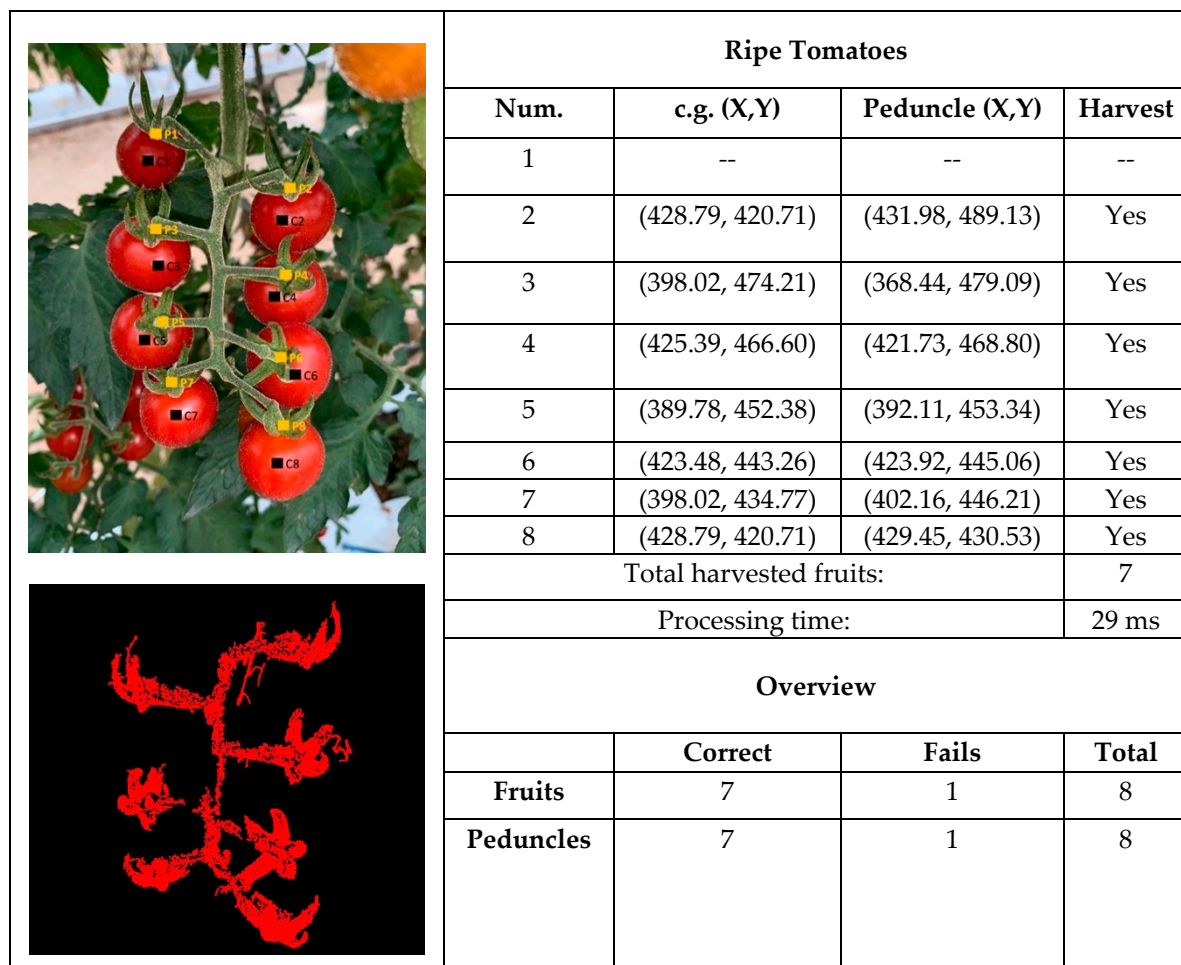 P1
C1
P2
C2
P3
C3
P4
C4
P5
C5
P6
C6
P7
C7
P8
C8
Ripe Tomatoes
Num. c.g. (X,Y) Peduncle (X,Y) Harvest
1 -- -- --
2 (428.79, 420.71) (431.98, 489.13) Yes
3 (398.02, 474.21) (368.44, 479.09) Yes
4 (425.39, 466.60) (421.73, 468.80) Yes
5 (389.78, 452.38) (392.11, 453.34) Yes
6 (423.48, 443.26) (423.92, 445.06) Yes
7 (398.02, 434.77) (402.16, 446.21) Yes
8 (428.79, 420.71) (429.45, 430.53) Yes
Total harvested fruits: 7
Processing time: 29 ms
Overview
Correct Fails Total
Fruits 7 1 8
Peduncles 7 1 8